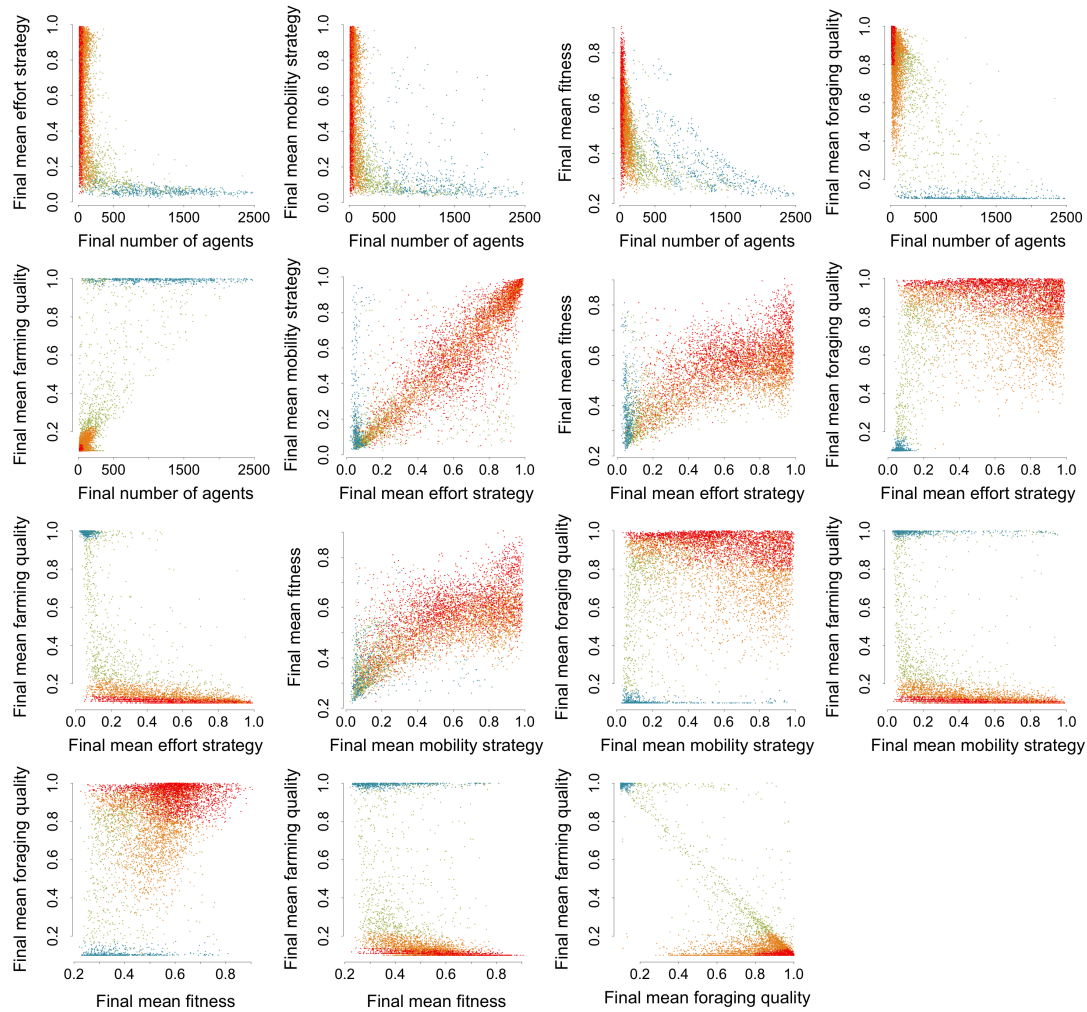 Final mean effort strategy
0.0 0.2 0.4 0.6 0.8 1.0
0 500 1500 2500
Final number of agents
Final mean mobility strategy
0.0 0.2 0.4 0.6 0.8 1.0
0 500 1500 2500
Final number of agents
Final mean fitness
0.2 0.4 0.6 0.8
0 500 1500 2500
Final number of agents
Final mean foraging quality
0.2 0.4 0.6 0.8 1.0
0 500 1500 2500
Final number of agents
Final mean farming quality
0.2 0.4 0.6 0.8 1.0
0 500 1500 2500
Final number of agents
Final mean mobility strategy
0.0 0.2 0.4 0.6 0.8 1.0
0.0 0.2 0.4 0.6 0.8 1.0
Final mean effort strategy
Final mean fitness
0.2 0.4 0.6 0.8
0.0 0.2 0.4 0.6 0.8 1.0
Final mean effort strategy
Final mean foraging quality
0.2 0.4 0.6 0.8 1.0
0.0 0.2 0.4 0.6 0.8 1.0
Final mean effort strategy
Final mean farming quality
0.2 0.4 0.6 0.8 1.0
0 0.2 0.4 0.6 0.8 1.0
Final mean effort strategy
Final mean fitness
0.2 0.4 0.6 0.8
0.0 0.2 0.4 0.6 0.8 1.0
Final mean mobility strategy
Final mean foraging quality
0.2 0.4 0.6 0.8 1.0
0 0.2 0.4 0.6 0.8 1.0
Final mean mobility strategy
Final mean farming quality
0.2 0.4 0.6 0.8 1.0
0 0.2 0.4 0.6 0.8 1.0
Final mean mobility strategy
Final mean foraging quality
0.2 0.4 0.6 0.8 1.0
0.2 0.4 0.6 0.8
Final mean fitness
Final mean farming quality
0.2 0.4 0.6 0.8 1.0
0.2 0.4 0.6 0.8
Final mean fitness
Final mean farming quality
0.2 0.4 0.6 0.8 1.0
0 0.2 0.4 0.6 0.8 1.0
Final mean foraging quality